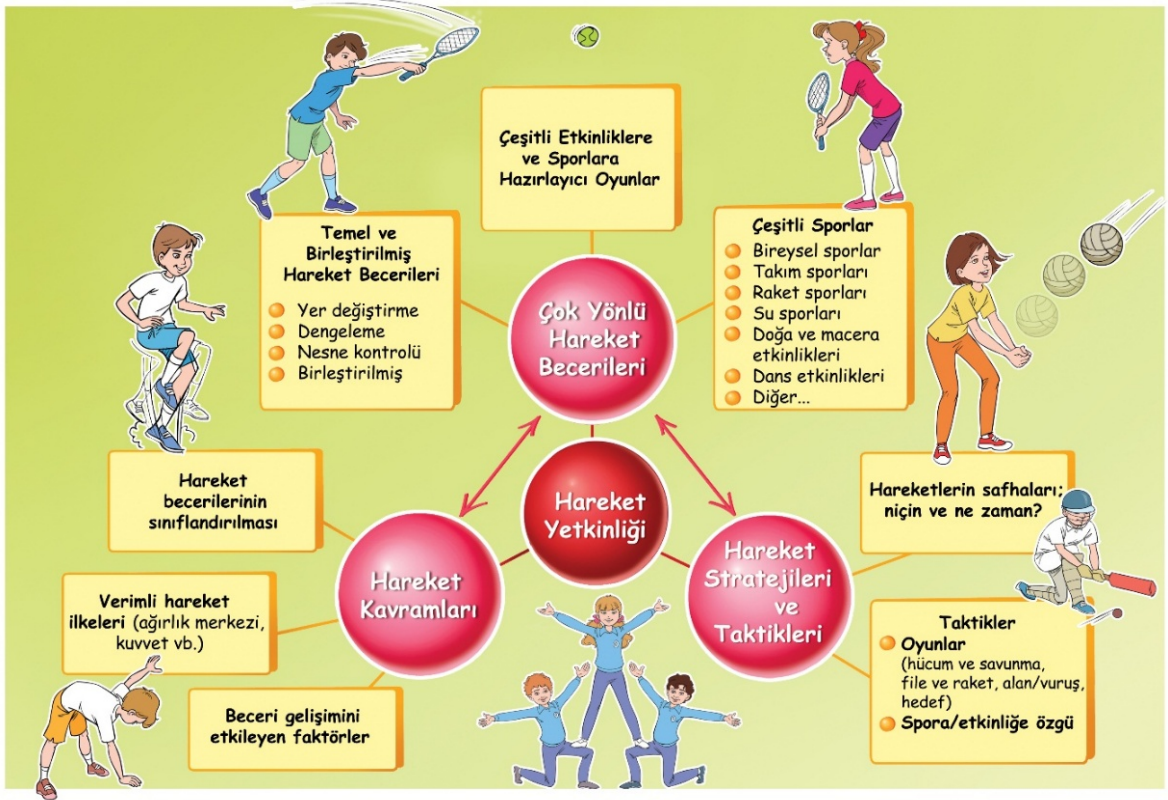 Çeşitli Etkinliklere
ve Sporlara
Hazırlayıcı Oyunlar
Temel ve
Birleştirilmiş
Hareket Becerileri
Yer değiştirme
Dengeleme
Nesne kontrolü
Birleştirilmiş
Çok Yönlü
Hareket
Becerileri
Çeşitli Sporlar
Bireysel sporlar
Takım sporları
Raket sporları
Su sporları
Doğa ve macera
etkinlikleri
Dans etkinlikleri
Diğer...
Hareket
Yetkinliği
Hareket
becerilerinin
sınıflandırılması
Hareket
Kavramları
Verimli hareket
ilkeleri (ağırlık merkezi,
kuvvet vb.)
Beceri gelişimini
etkileyen faktörler
Hareket
Stratejileri
ve
Taktikleri
Hareketlerin safhaları;
niçin ve ne zaman?
Taktikler
Oyunlar
(hücum ve savunma,
file ve raket, alan/vuruş,
hedef)
Spora/etkinliğe özgü